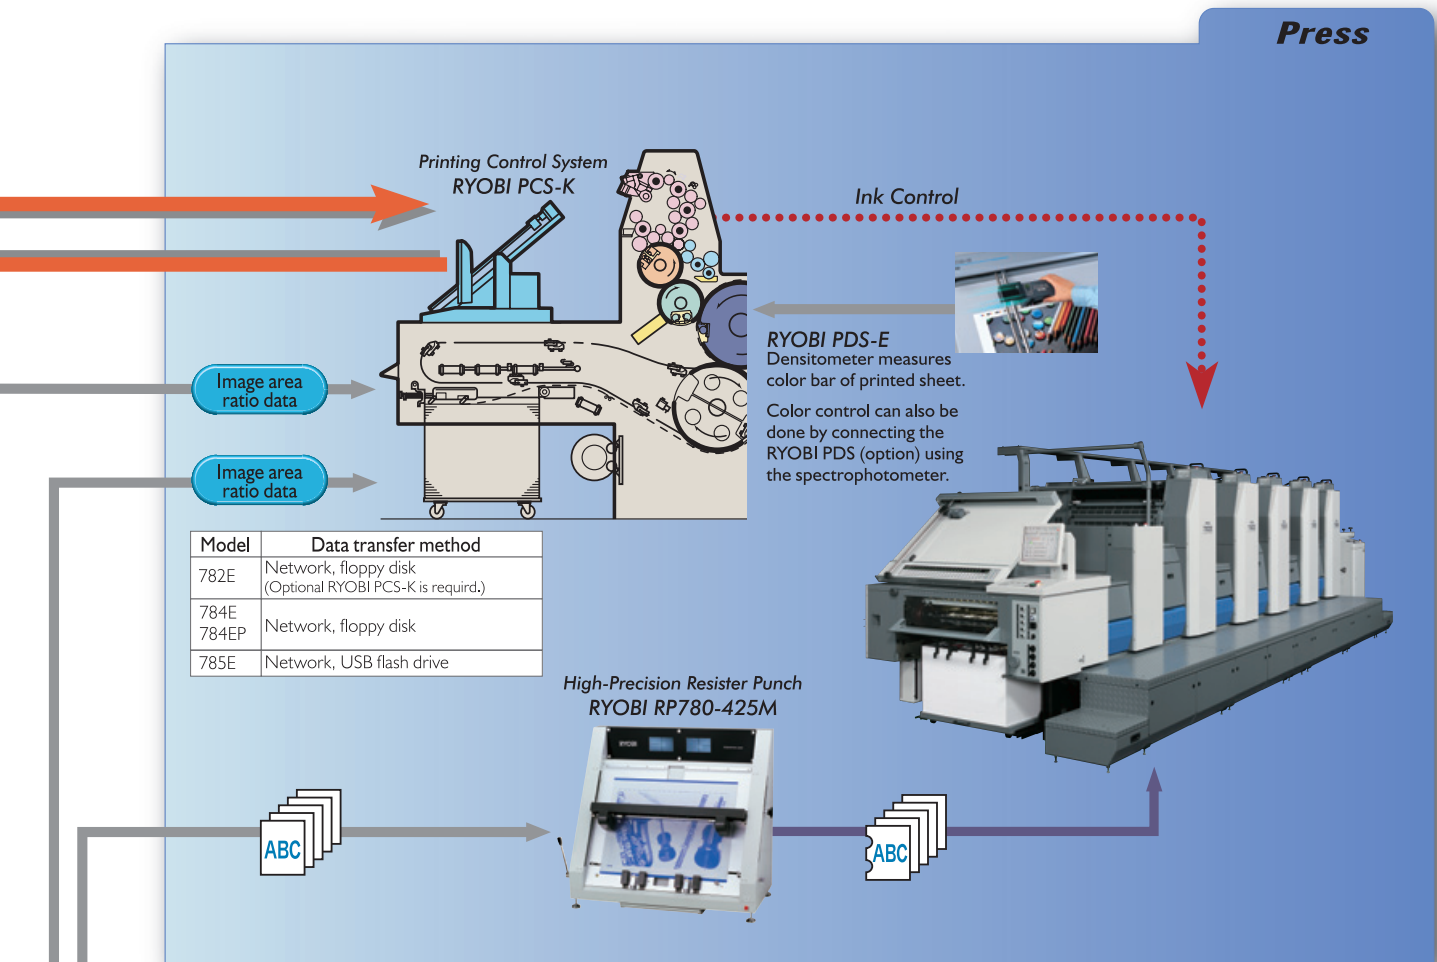 Press
Printing Control System
RYOBI PCS-K
Ink Control
RYOBI PDS-E
Densitometer measures
color bar of printed sheet.
Color control can also be
done by connecting the
RYOBI PDS (option) using
the spectrophotometer.
Image area
ratio data
Image area
ratio data
Model Data transfer method
782E Network, floppy disk
(Optional RYOBI PCS-K is requird.)
784E
784EP Network, floppy disk
785E Network, USB flash drive
High-Precision Resister Punch
RYOBI RP780-425M
RYOBI
ABC
ABC